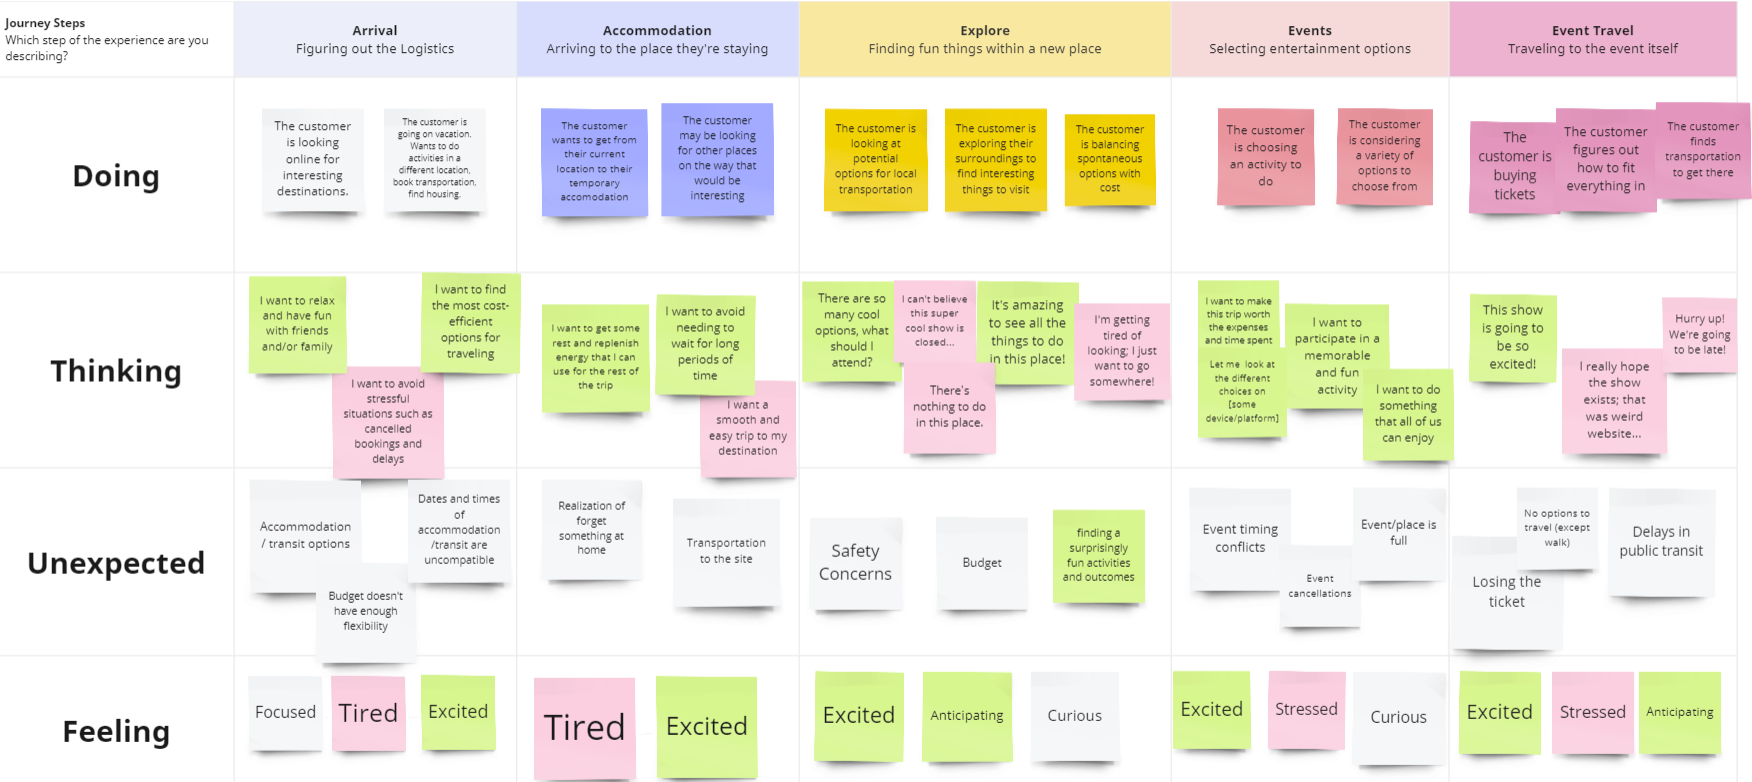 Journey Steps
Which step of the experience are you
describing?
Arrival
Figuring out the Logistics
Accommodation
Arriving to the place they're staying
Explore
Finding fun things within a new place
Events
Selecting entertainment options
Event Travel
Traveling to the event itself
Doing
The customer
is looking
online for
interesting
destinations.
The customer is
going on vacation.
Wants to do
activities in a
different location,
book transportation,
find housing.
The customer
wants to get from
their current
location to their
temporary
accomodation
The customer
may be looking
for other places
on the way that
would be
interesting
The customer is
looking at
potential
options for local
transportation
The customer is
exploring their
surroundings to
find interesting
things to visit
The customer
is balancing
spontaneous
options with
cost
The customer
is choosing
an activity to
do
The customer
is considering
a variety of
options to
choose from
The
customer is
buying
tickets
The customer
figures out
how to fit
everything in
The customer
finds
transportation
to get there
Thinking
I want to relax
and have fun
with friends
and/or family
I want to find
the most cost-
efficient
options for
traveling
I want to avoid
stressful
situations such as
cancelled
bookings and
delays
I want to get some
rest and replenish
energy that I can
use for the rest of
the trip
I want to avoid
needing to
wait for long
periods of
time
I want a
smooth and
easy trip to my
destination
There are so
many cool
options, what
should I
attend?
I can't believe
this super
cool show is
closed...
It's amazing
to see all the
things to do
in this place!
I'm getting
tired of
looking; I just
want to go
somewhere!
There's
nothing to do
in this place.
I want to make
this trip worth
the expenses
and time spent
Let me look at
the different
choices on
[some
device/platform]
I want to
participate in a
memorable
and fun
activity
I want to do
something
that all of us
can enjoy
This show
is going to
be so
excited!
I really hope
the show
exists; that
was weird
website...
Hurry up!
We're going
to be late!
Unexpected
Accommodation
/ transit options
Dates and times
of
accommodation
/transit are
uncompatible
Budget doesn't
have enough
flexibility
Realization of
forget
something at
home
Transportation
to the site
Safety
Concerns
Budget
finding a
surprisingly
fun activities
and outcomes
Event timing
conflicts
Event
cancellations
Event/place is
full
Losing the
ticket
No options to
travel (except
walk)
Delays in
public transit
Feeling
Focused
Tired
Excited
Tired
Excited
Excited
Anticipating
Curious
Excited
Stressed
Curious
Excited
Stressed
Anticipating